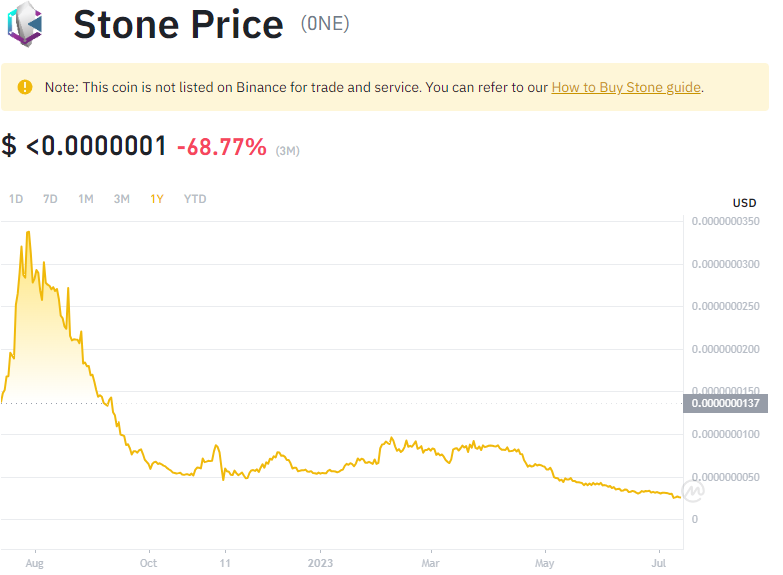 Stone Price (0NE)
Note: This coin is not listed on Binance for trade and service. You can refer to our How to Buy Stone guide.
$ <0.0000001 -68.77% (3M)
1D 7D 1M 3M 1Y YTD
USD
0.0000000350
0.0000000300
0.0000000250
0.0000000200
0.0000000150
0.0000000137
0.0000000100
0.0000000050
0
Aug Oct 11 2023 Mar May Jul